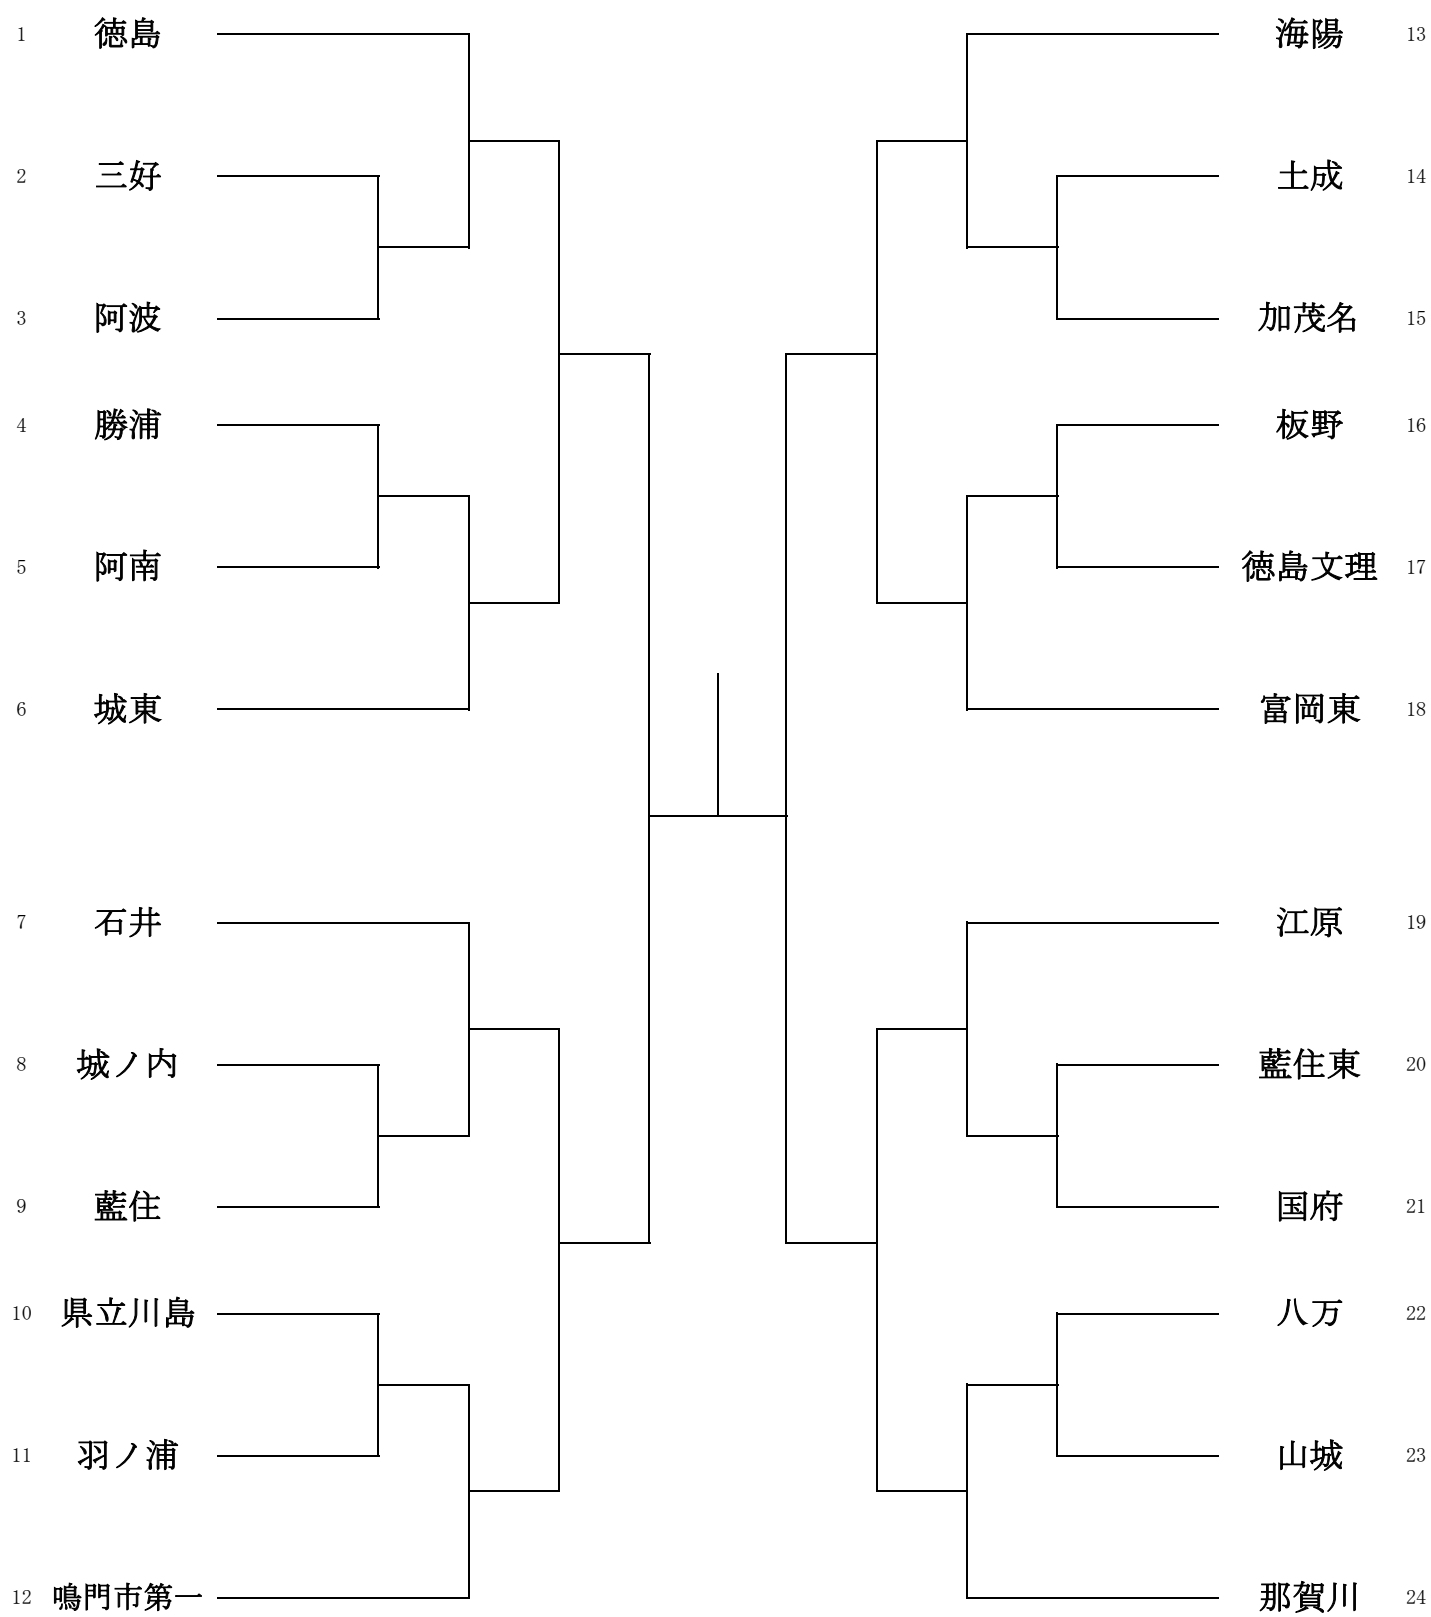 1 徳島
2 三好
3 阿波
4 勝浦
5 阿南
6 城東
7 石井
8 城ノ内
9 藍住
10 県立川島
11 羽ノ浦
12 鳴門市第一
海陽 13
土成 14
加茂名 15
板野 16
徳島文理 17
富岡東 18
江原 19
藍住東 20
国府 21
八万 22
山城 23
那賀川 24